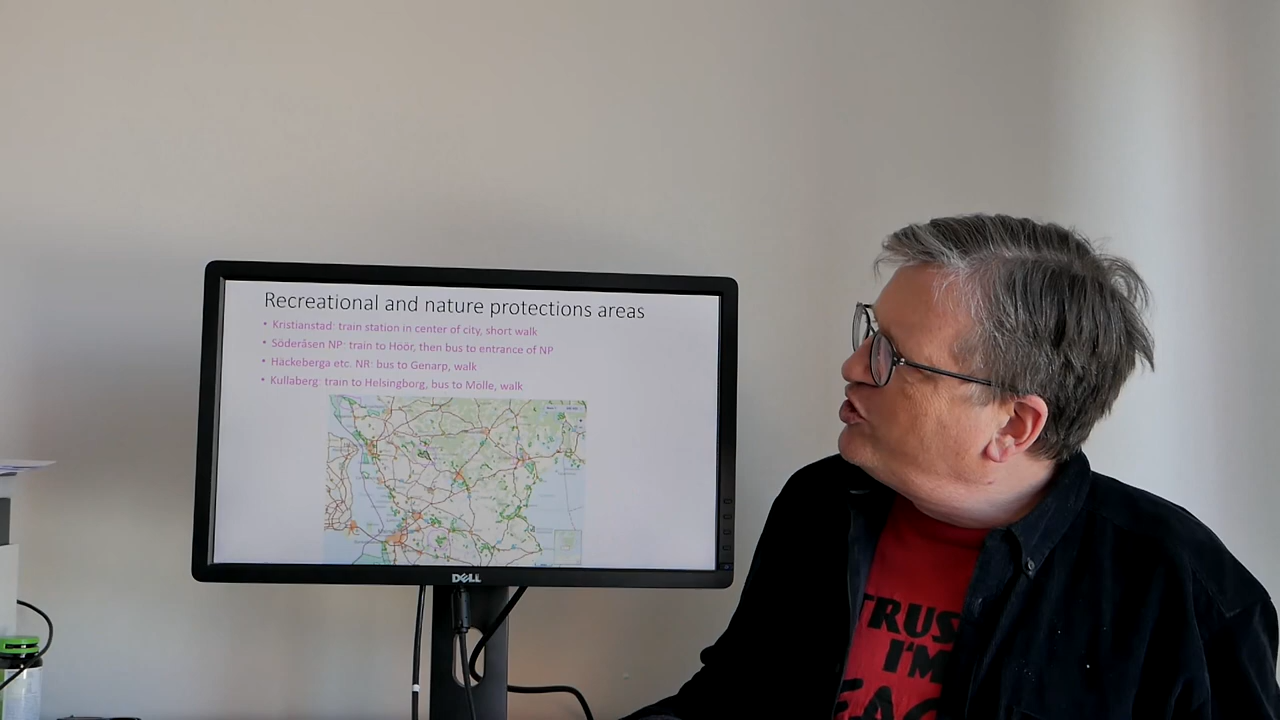 Recreational and nature protections areas
• Kristianstad: train station in center of city, short walk
• Söderåsen NP: train to Höör, then bus to entrance of NP
• Häckeberga etc. NR: bus to Genarp, walk
• Kullaberg: train to Helsingborg, bus to Mölle, walk
DELL
TRUS
I'M